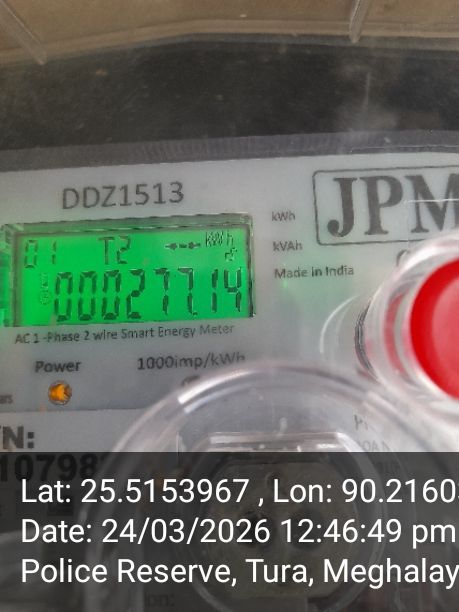 DDZ1513
JPM
kWh
kVAh
Made in India
01 T2 kWh
00027714
AC 1-Phase 2 wire Smart Energy Meter
Power 1000imp/kWh
/N:
10798
Lat: 25.5153967 , Lon: 90.2160
Date: 24/03/2026 12:46:49 pm
Police Reserve, Tura, Meghalay